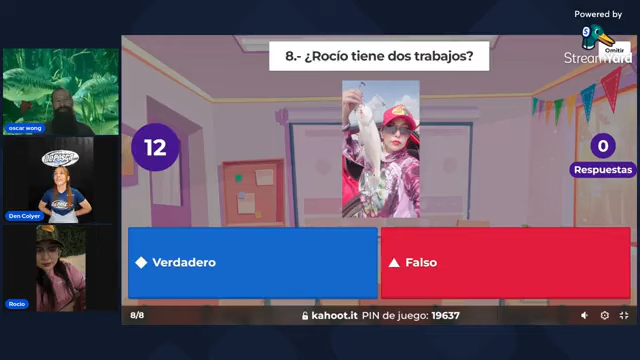 Powered by
StreamYard
8.- ¿Rocío tiene dos trabajos?
Omitir
oscar wong
12
0
Respuestas
Den Colyer
Verdadero
Falso
Rocio
8/8
kahoot.it PIN de juego: 19637